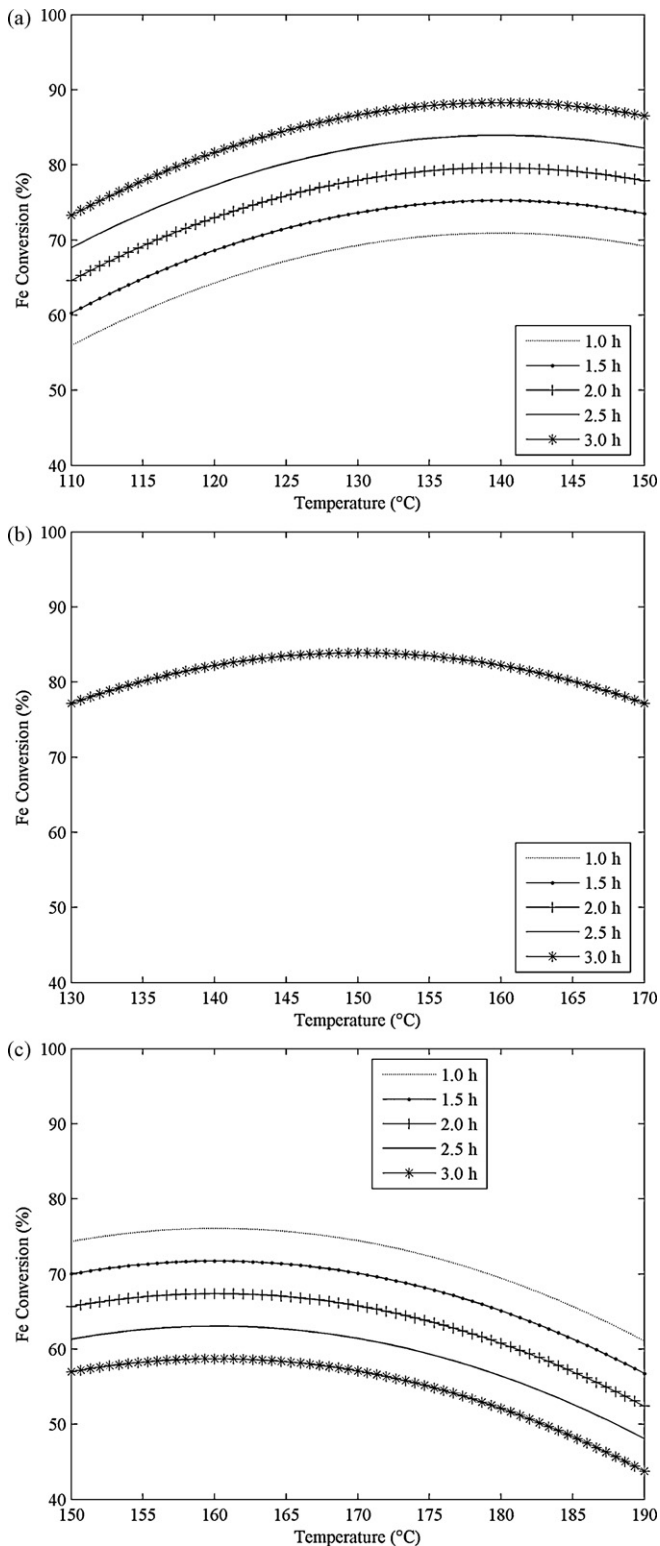 (a)
100
90
80
70
60
50
40
Fe Conversion (%)
1.0 h
1.5 h
2.0 h
2.5 h
3.0 h
110 115 120 125 130 135 140 145 150
Temperature (°C)
(b)
100
90
80
70
60
50
40
Fe Conversion (%)
1.0 h
1.5 h
2.0 h
2.5 h
3.0 h
130 135 140 145 150 155 160 165 170
Temperature (°C)
(c)
100
90
80
70
60
50
40
Fe Conversion (%)
1.0 h
1.5 h
2.0 h
2.5 h
3.0 h
150 155 160 165 170 175 180 185 190
Temperature (°C)